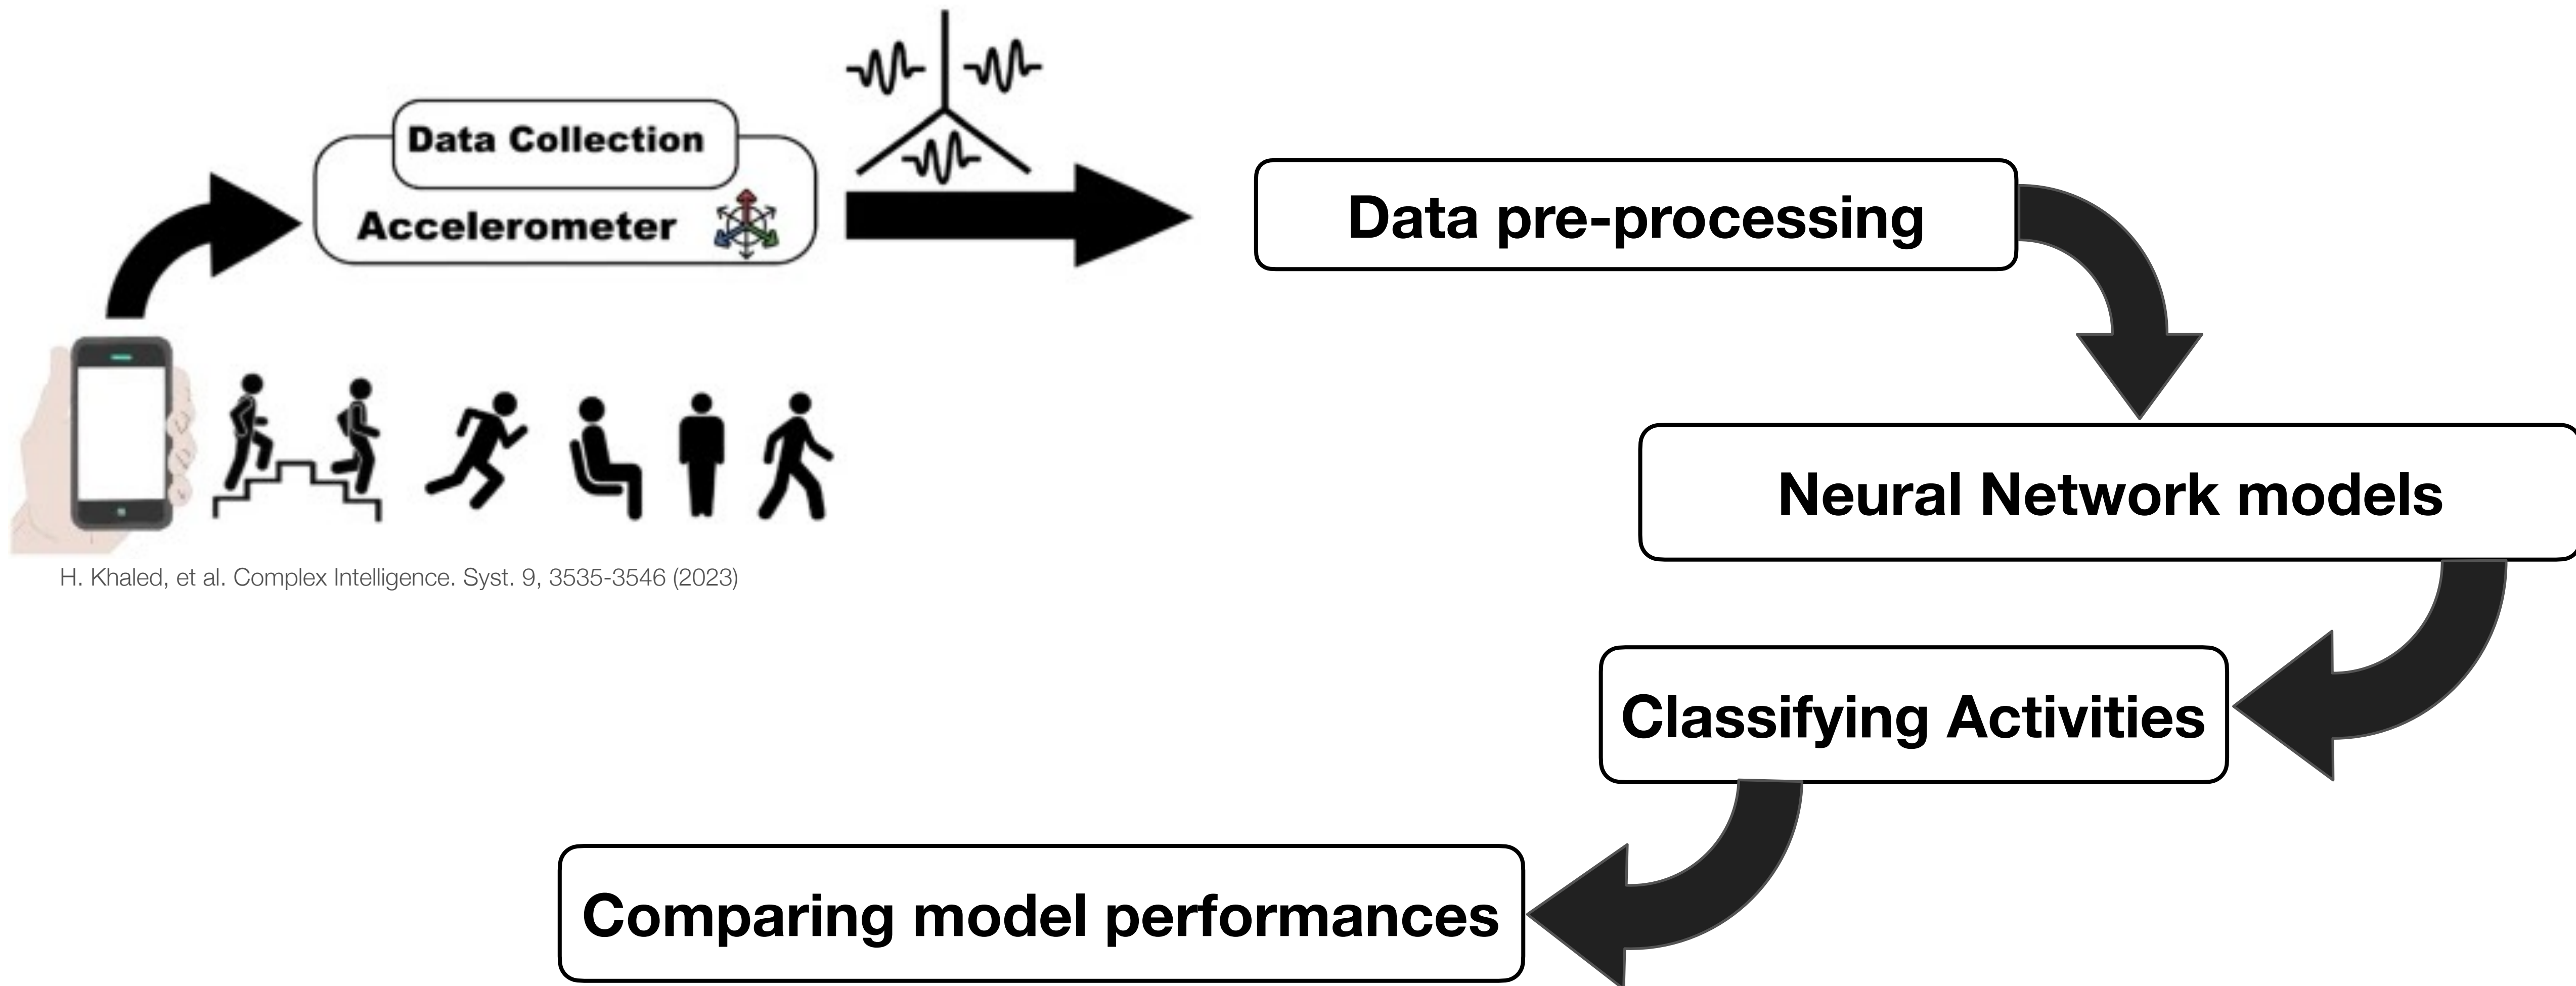 Data Collection
Accelerometer
Data pre-processing
Neural Network models
H. Khaled, et al. Complex Intelligence. Syst. 9, 3535-3546 (2023)
Classifying Activities
Comparing model performances